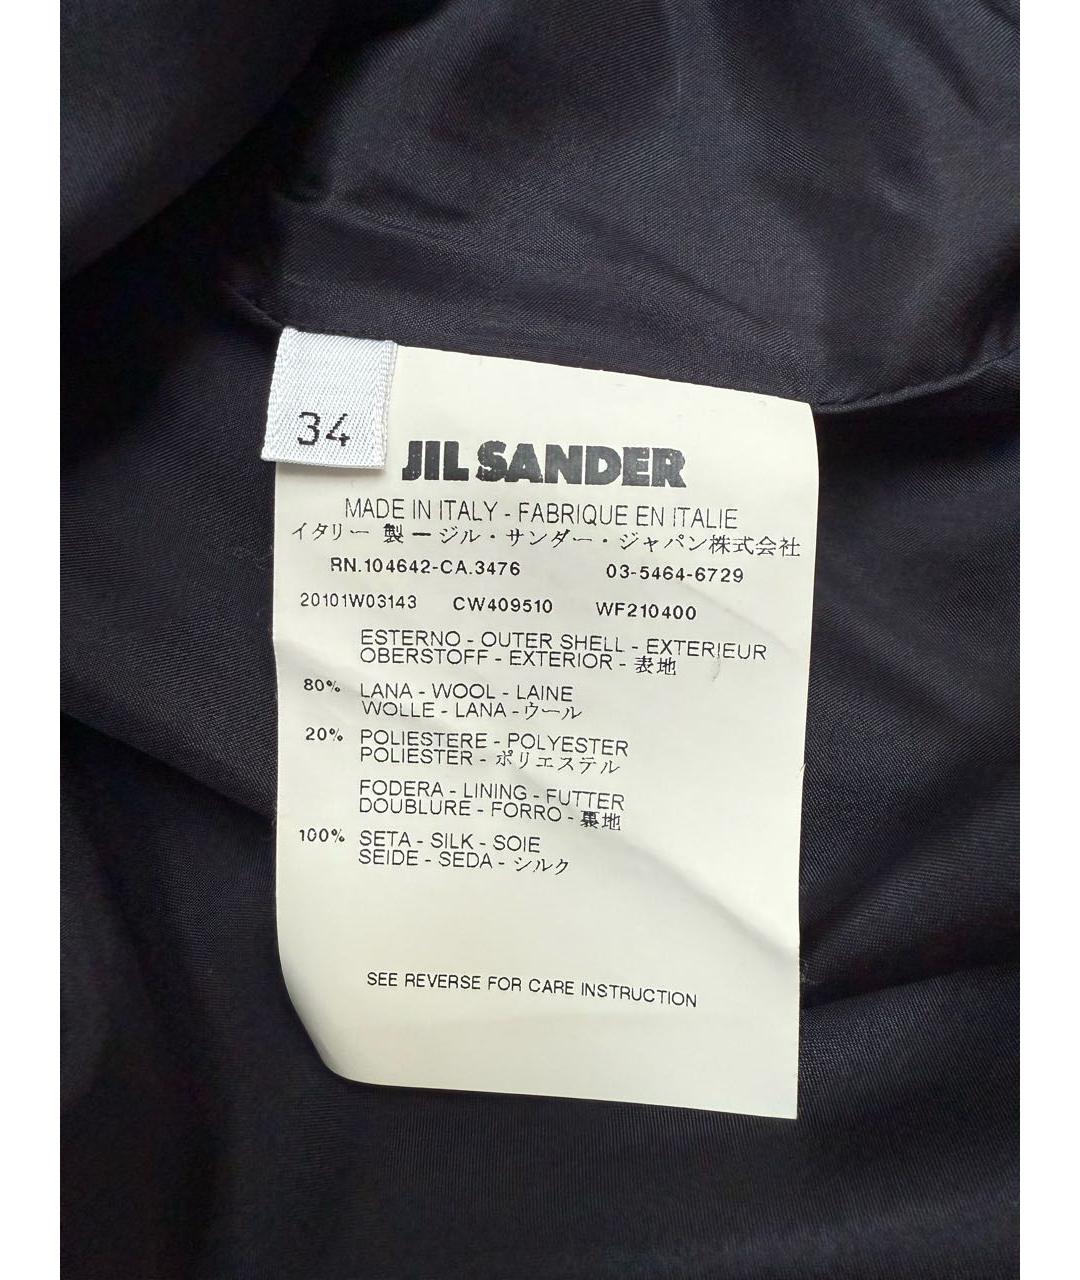 34
JIL SANDER
MADE IN ITALY - FABRIQUE EN ITALIE
イタリー 製 ージル・サンダー・ジャパン株式会社
RN.104642-CA.3476 03-5464-6729
20101W03143 CW409510 WF210400
ESTERNO - OUTER SHELL - EXTERIEUR
OBERSTOFF - EXTERIOR - 表地
80% LANA - WOOL - LAINE
WOLLE - LANA - ウール
20% POLIESTERE - POLYESTER
POLIESTER - ポリエステル
FODERA - LINING - FUTTER
DOUBLURE - FORRO - 裏地
100% SETA - SILK - SOIE
SEIDE - SEDA - シルク
SEE REVERSE FOR CARE INSTRUCTION